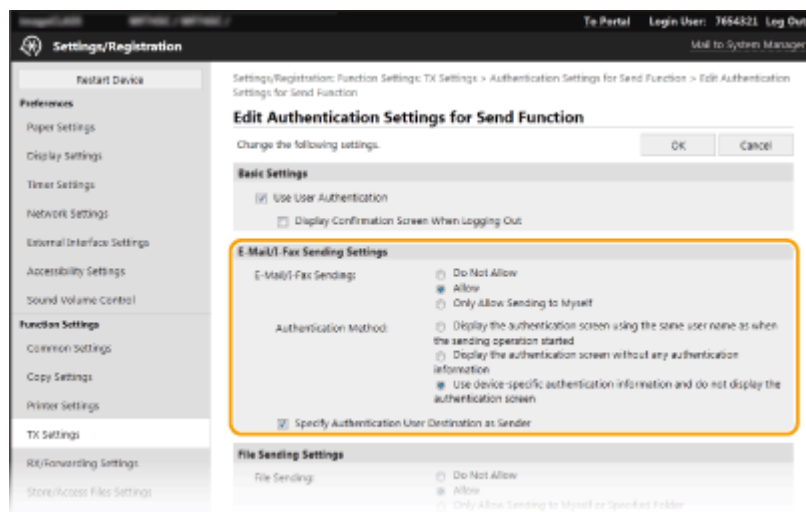 To Portal Login User: 7654321 Log Out
Settings/Registration
Mail to System Manager
Restart Device
Preferences
Paper Settings
Display Settings
Timer Settings
Network Settings
External Interface Settings
Accessibility Settings
Sound Volume Control
Function Settings
Common Settings
Copy Settings
Printer Settings
TX Settings
RX/Forwarding Settings
Store/Access Files Settings
Settings/Registration: Function Settings: TX Settings > Authentication Settings for Send Function > Edit Authentication
Settings for Send Function
Edit Authentication Settings for Send Function
Change the following settings.
OK
Cancel
Basic Settings
Use User Authentication
Display Confirmation Screen When Logging Out
E-Mail/I-Fax Sending Settings
E-Mail/I-Fax Sending:
Do Not Allow
Allow
Only Allow Sending to Myself
Authentication Method:
Display the authentication screen using the same user name as when
the sending operation started
Display the authentication screen without any authentication
information
Use device-specific authentication information and do not display the
authentication screen
Specify Authentication User Destination as Sender
File Sending Settings
File Sending:
Do Not Allow
Allow
Only Allow Sending to Myself or Specified Folder